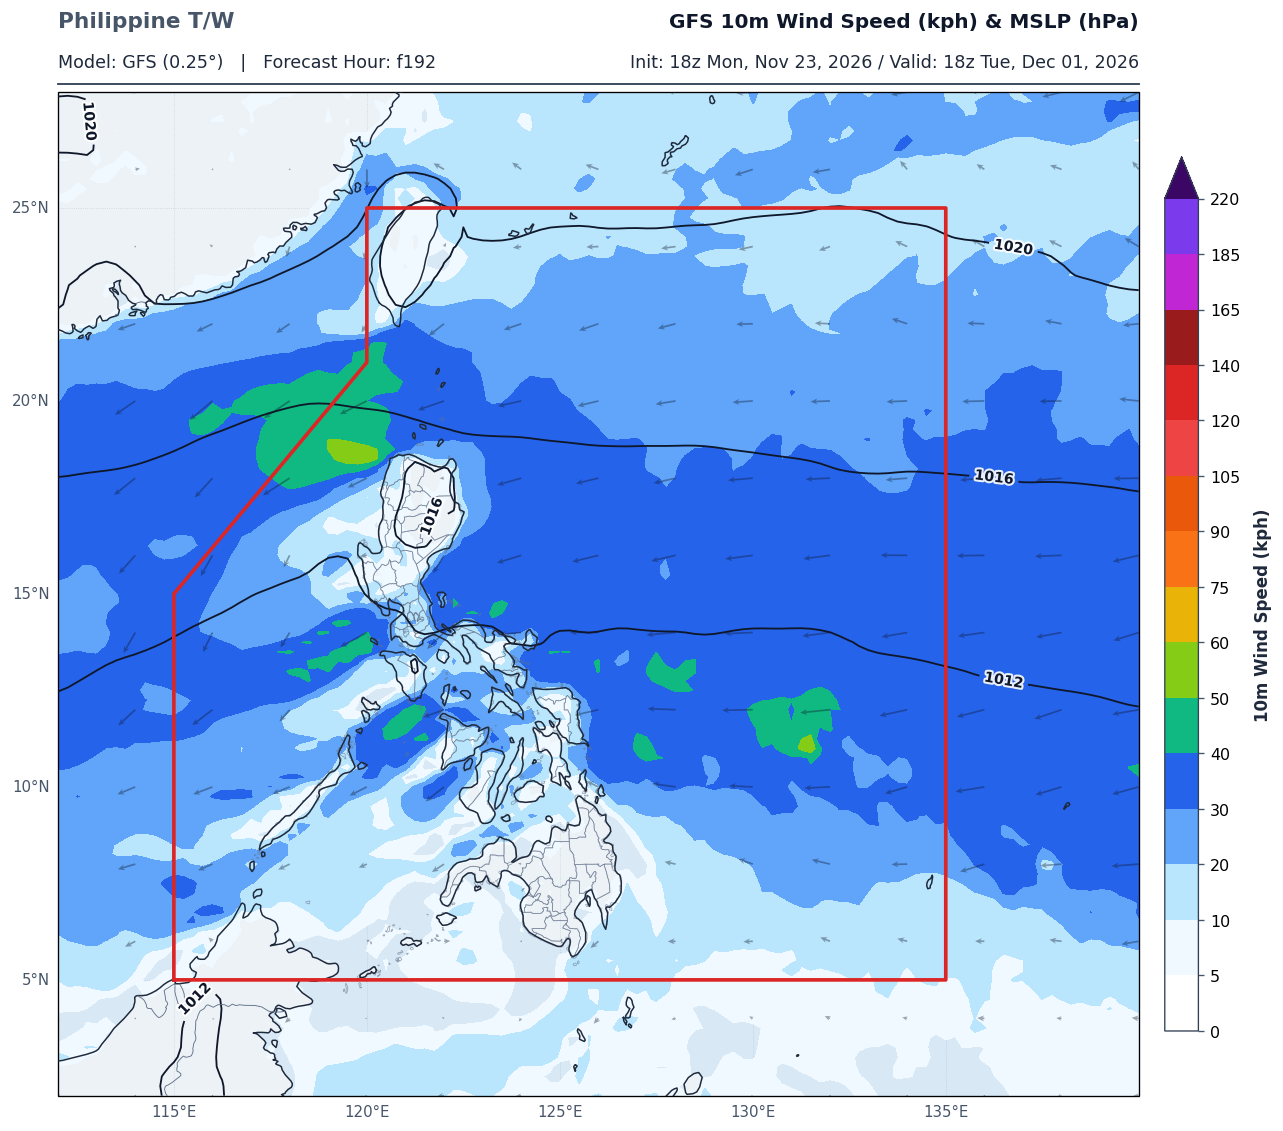 Philippine T/W
GFS 10m Wind Speed (kph) & MSLP (hPa)
Model: GFS (0.25°)   |   Forecast Hour: f192
Init: 18z Mon, Nov 23, 2026 / Valid: 18z Tue, Dec 01, 2026
1020
1020
1016
1016
1012
1012
25°N
20°N
15°N
10°N
5°N
115°E
120°E
125°E
130°E
135°E
220
185
165
140
120
105
90
75
60
50
40
30
20
10
5
0
10m Wind Speed (kph)